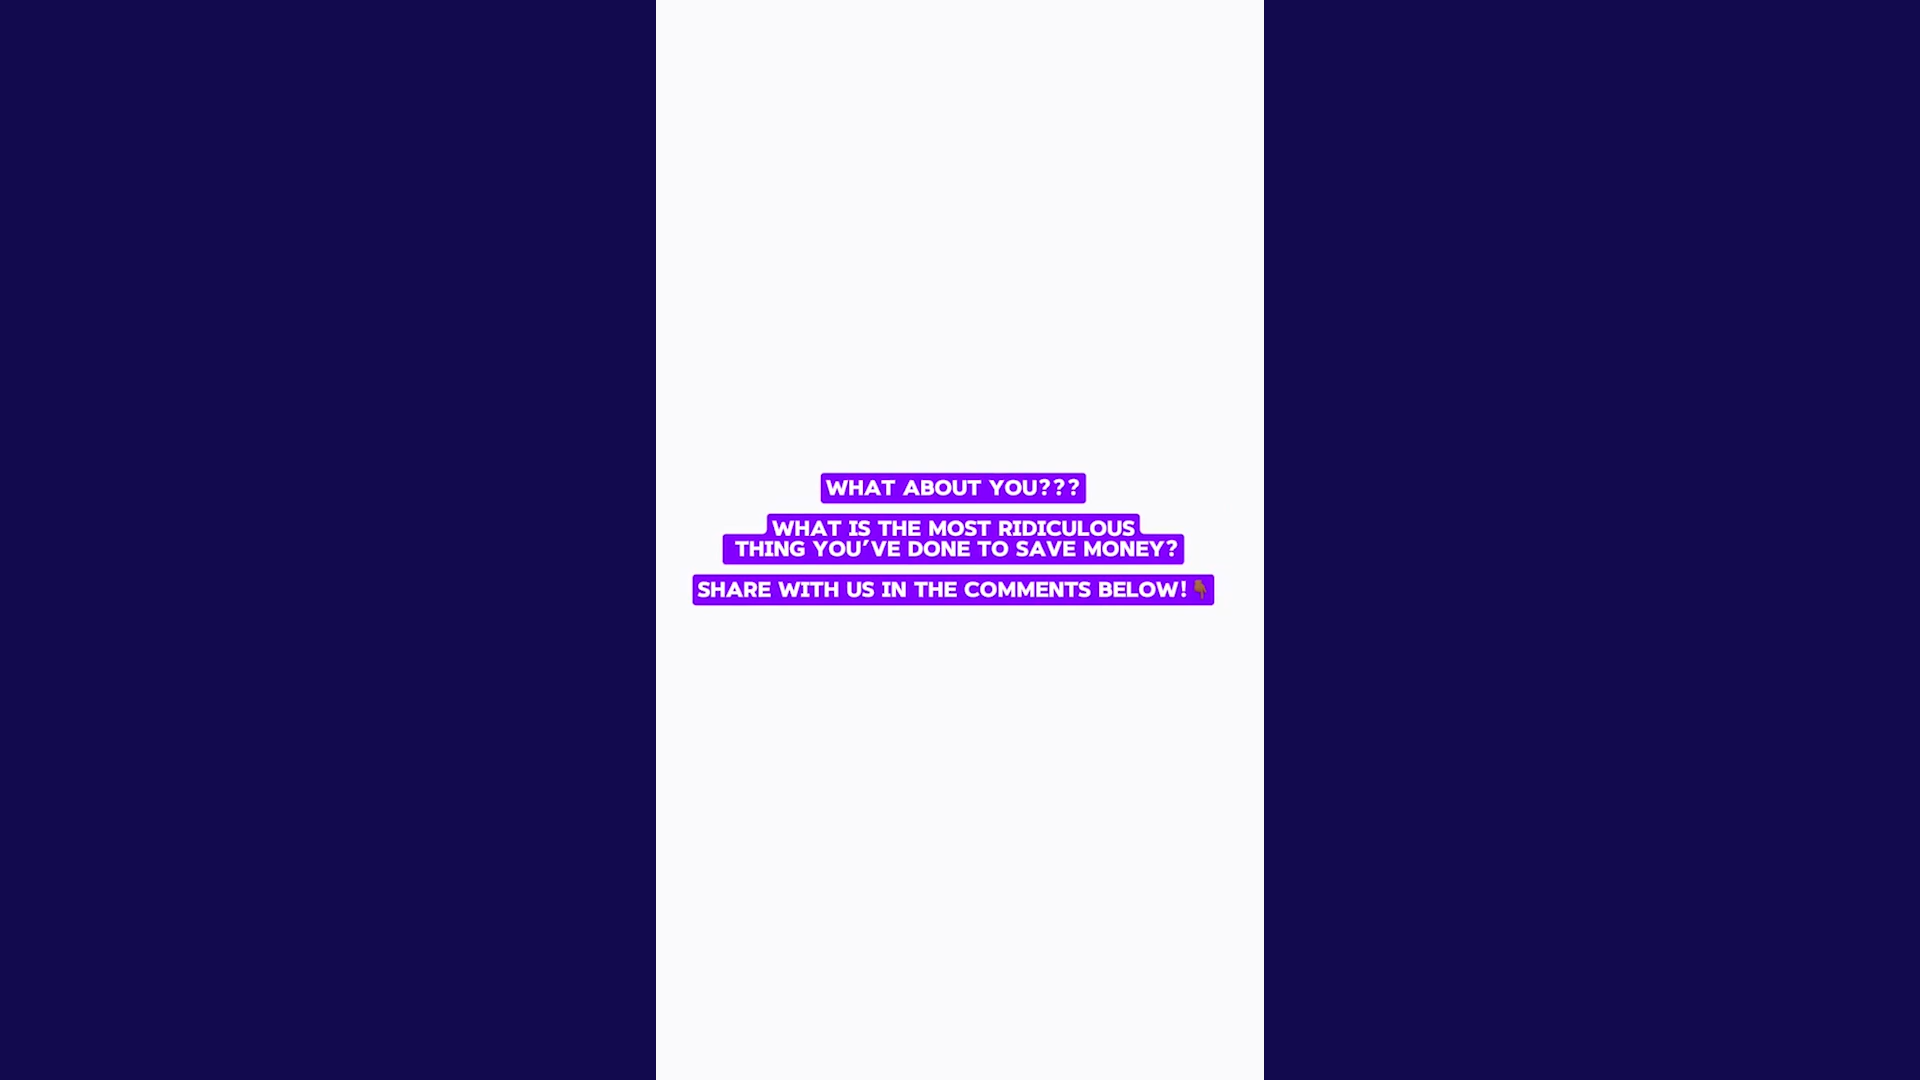 WHAT ABOUT YOU???
WHAT IS THE MOST RIDICULOUS
THING YOU’VE DONE TO SAVE MONEY?
SHARE WITH US IN THE COMMENTS BELOW!👇🏾